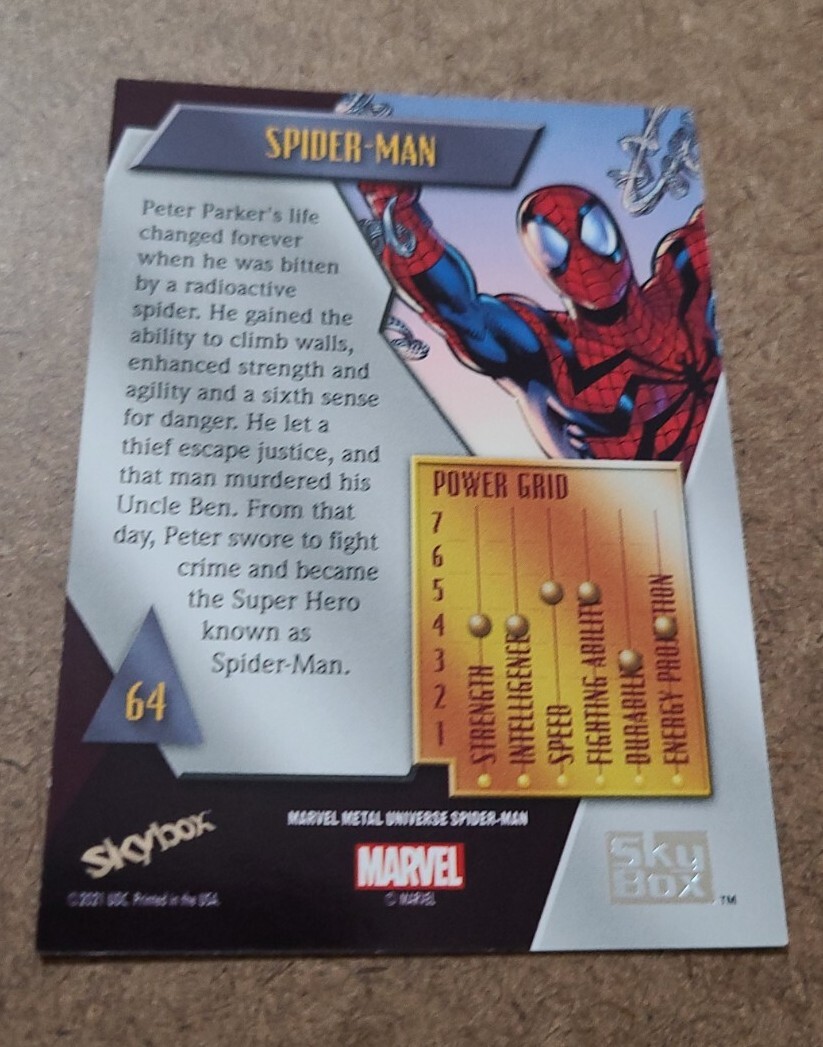 SPIDER-MAN
Peter Parker's life
changed forever
when he was bitten
by a radioactive
spider. He gained the
ability to climb walls,
enhanced strength and
agility and a sixth sense
for danger. He let a
thief escape justice, and
that man murdered his
Uncle Ben. From that
day, Peter swore to fight
crime and became
the Super Hero
known as
Spider-Man.
64
POWER GRID
7
6
5
4
3
2
1
STRENGTH
INTELLIGENCE
SPEED
FIGHTING ABILITY
DURABILITY
ENERGY PROJECTION
MARVEL METAL UNIVERSE SPIDER-MAN
skybox
MARVEL
© MARVEL
© 2021 UDC. Printed in the USA.
Sky
Box
TM